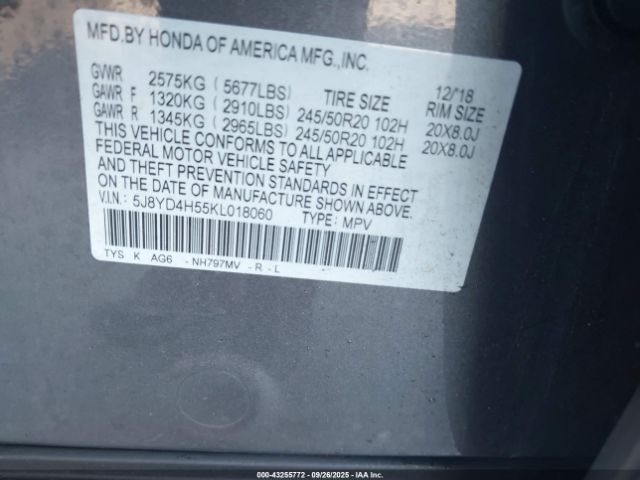 MFD.BY HONDA OF AMERICA MFG.,INC.
12/'18
GVWR 2575KG ( 5677LBS) TIRE SIZE RIM SIZE
GAWR F 1320KG ( 2910LBS) 245/50R20 102H 20X8.0J
GAWR R 1345KG ( 2965LBS) 245/50R20 102H 20X8.0J
THIS VEHICLE CONFORMS TO ALL APPLICABLE
FEDERAL MOTOR VEHICLE SAFETY
AND THEFT PREVENTION STANDARDS IN EFFECT
ON THE DATE OF MANUFACTURE SHOWN ABOVE.
V.I.N.: 5J8YD4H55KL018060 TYPE: MPV
TYS K AG6 -NH797MV -R-L
000-43255772 (09/26/2025) - IAA Inc.